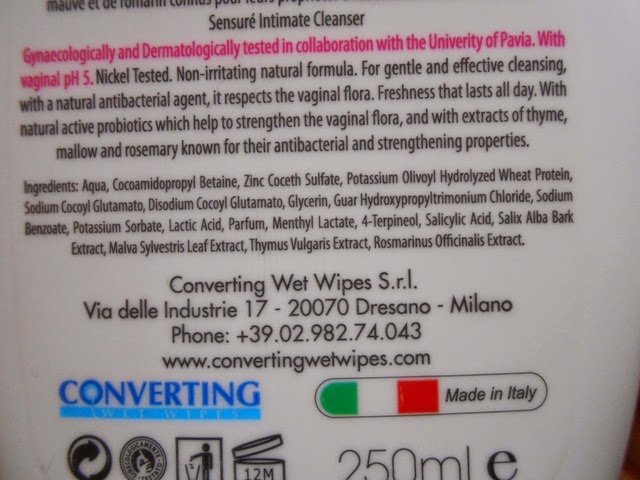 mauve et de romarin connus pour leurs
Sensuré Intimate Cleanser
Gynaecologically and Dermatologically tested in collaboration with the Univerity of Pavia. With
vaginal pH 5. Nickel Tested. Non-irritating natural formula. For gentle and effective cleansing,
with a natural antibacterial agent, it respects the vaginal flora. Freshness that lasts all day. With
natural active probiotics which help to strengthen the vaginal flora, and with extracts of thyme,
mallow and rosemary known for their antibacterial and strengthening properties.
Ingredients: Aqua, Cocoamidopropyl Betaine, Zinc Coceth Sulfate, Potassium Olivoyl Hydrolyzed Wheat Protein,
Sodium Cocoyl Glutamato, Disodium Cocoyl Glutamato, Glycerin, Guar Hydroxypropyltrimonium Chloride, Sodium
Benzoate, Potassium Sorbate, Lactic Acid, Parfum, Menthyl Lactate, 4-Terpineol, Salicylic Acid, Salix Alba Bark
Extract, Malva Sylvestris Leaf Extract, Thymus Vulgaris Extract, Rosmarinus Officinalis Extract.
Converting Wet Wipes S.r.l.
Via delle Industrie 17 - 20070 Dresano - Milano
Phone: +39.02.982.74.043
www.convertingwetwipes.com
CONVERTING
WET WIPES
Made in Italy
12M
250ml e